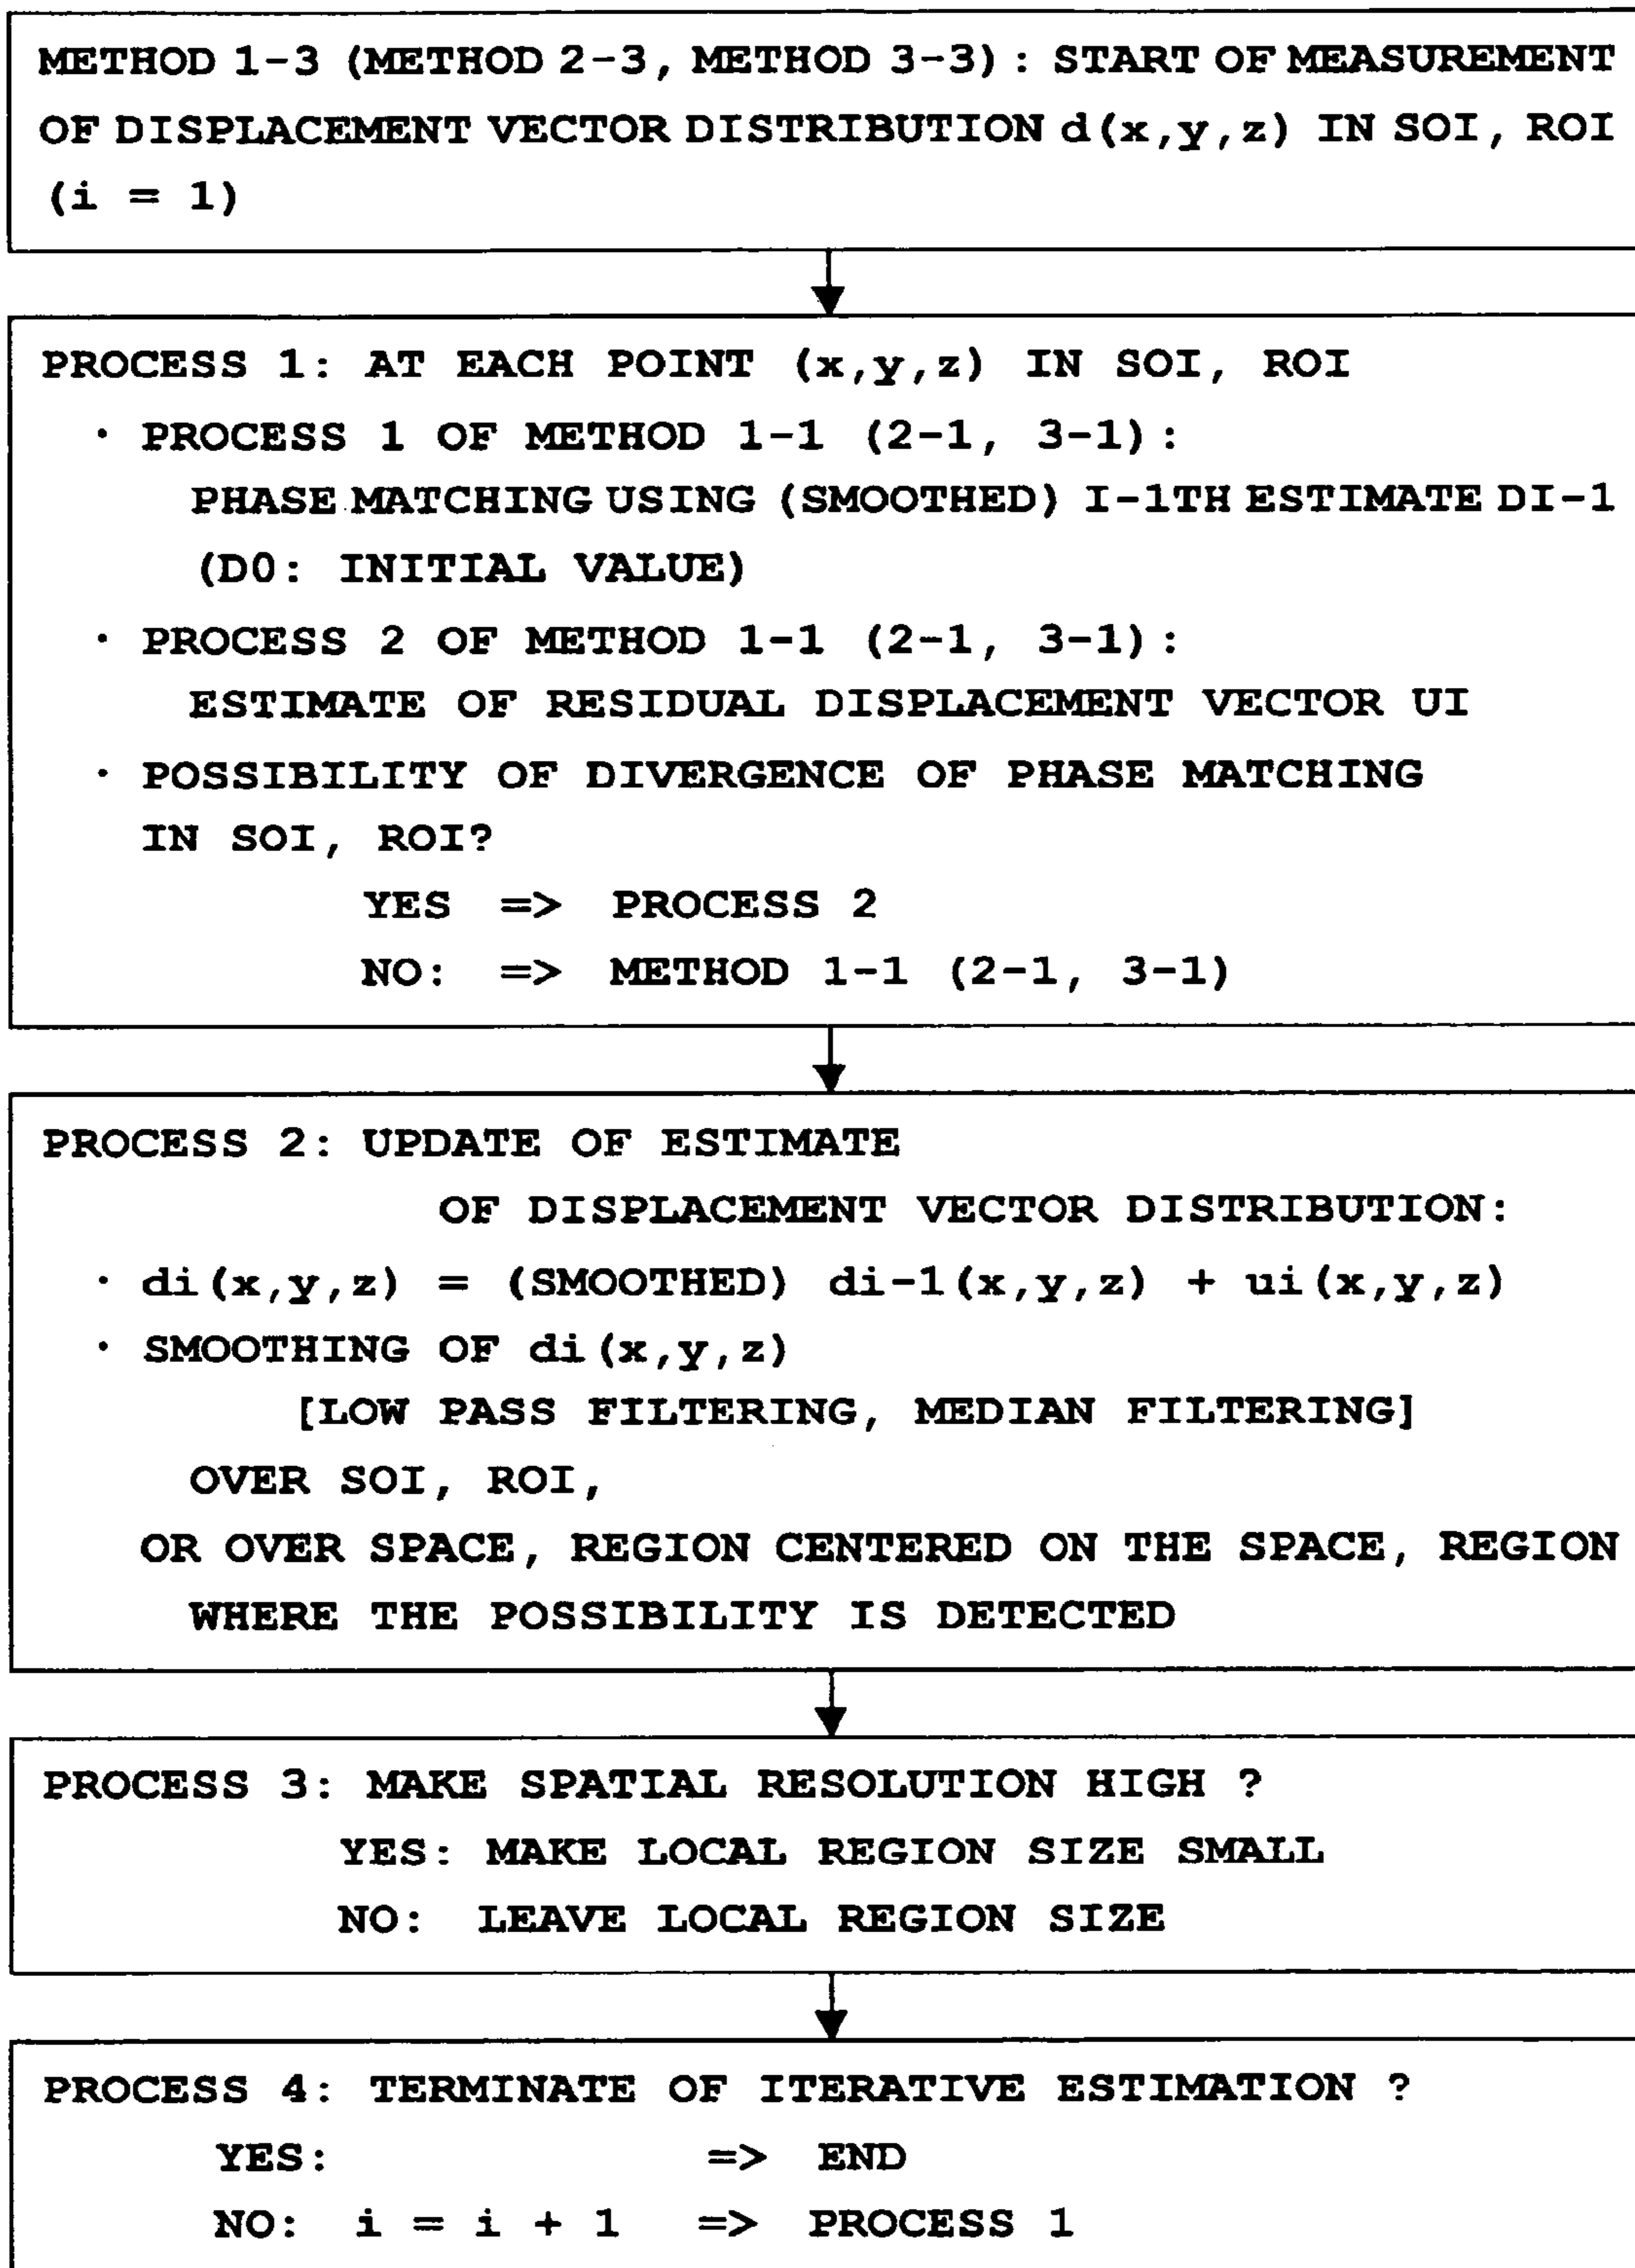 METHOD 1-3 (METHOD 2-3, METHOD 3-3) : START OF MEASUREMENT
OF DISPLACEMENT VECTOR DISTRIBUTION d(x,y,z) IN SOI, ROI
(i = 1)
PROCESS 1: AT EACH POINT (x,y,z) IN SOI, ROI
· PROCESS 1 OF METHOD 1-1 (2-1, 3-1) :
PHASE MATCHING USING (SMOOTHED) I-1TH ESTIMATE DI-1
(D0: INITIAL VALUE)
· PROCESS 2 OF METHOD 1-1 (2-1, 3-1) :
ESTIMATE OF RESIDUAL DISPLACEMENT VECTOR UI
· POSSIBILITY OF DIVERGENCE OF PHASE MATCHING
IN SOI, ROI?
YES => PROCESS 2
NO: => METHOD 1-1 (2-1, 3-1)
PROCESS 2: UPDATE OF ESTIMATE
OF DISPLACEMENT VECTOR DISTRIBUTION:
· di(x,y,z) = (SMOOTHED) di-1(x,y,z) + ui(x,y,z)
· SMOOTHING OF di(x,y,z)
[LOW PASS FILTERING, MEDIAN FILTERING]
OVER SOI, ROI,
OR OVER SPACE, REGION CENTERED ON THE SPACE, REGION
WHERE THE POSSIBILITY IS DETECTED
PROCESS 3: MAKE SPATIAL RESOLUTION HIGH ?
YES: MAKE LOCAL REGION SIZE SMALL
NO: LEAVE LOCAL REGION SIZE
PROCESS 4: TERMINATE OF ITERATIVE ESTIMATION ?
YES: => END
NO: i = i + 1 => PROCESS 1